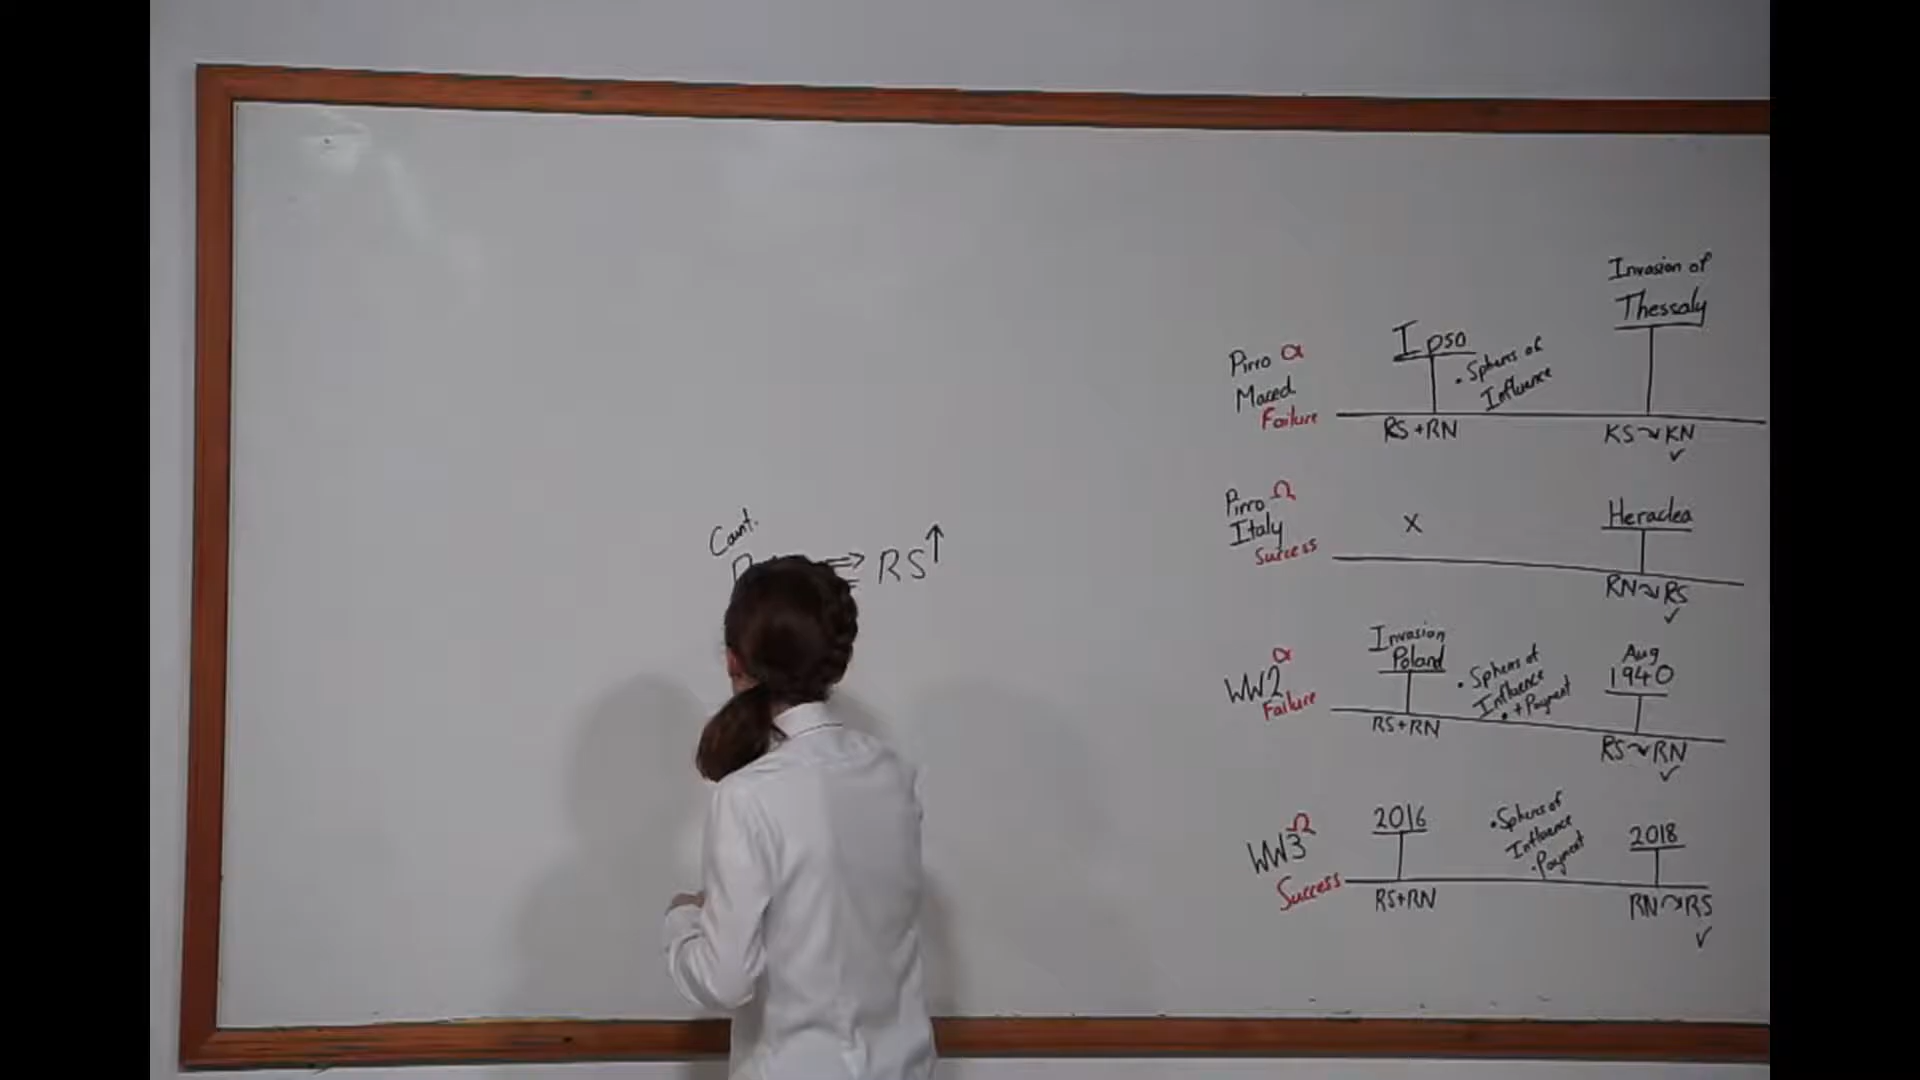 Count.
⇒ RS↑
Invasion of
Thessaly
Pirro α
Maced
Failure
Ipso
• Spheres of
Influence
RS+RN
KS↝KN
✓
Pirro Ω
Italy
Success
X
Heraclea
RN↝RS
✓
WW2 α
Failure
Invasion
Poland
• Spheres of
Influence
• + Payment
Aug
1940
RS+RN
RS↝RN
✓
WW3 Ω
Success
2016
• Spheres of
Influence
• Payment
2018
RS+RN
RN↝RS
✓